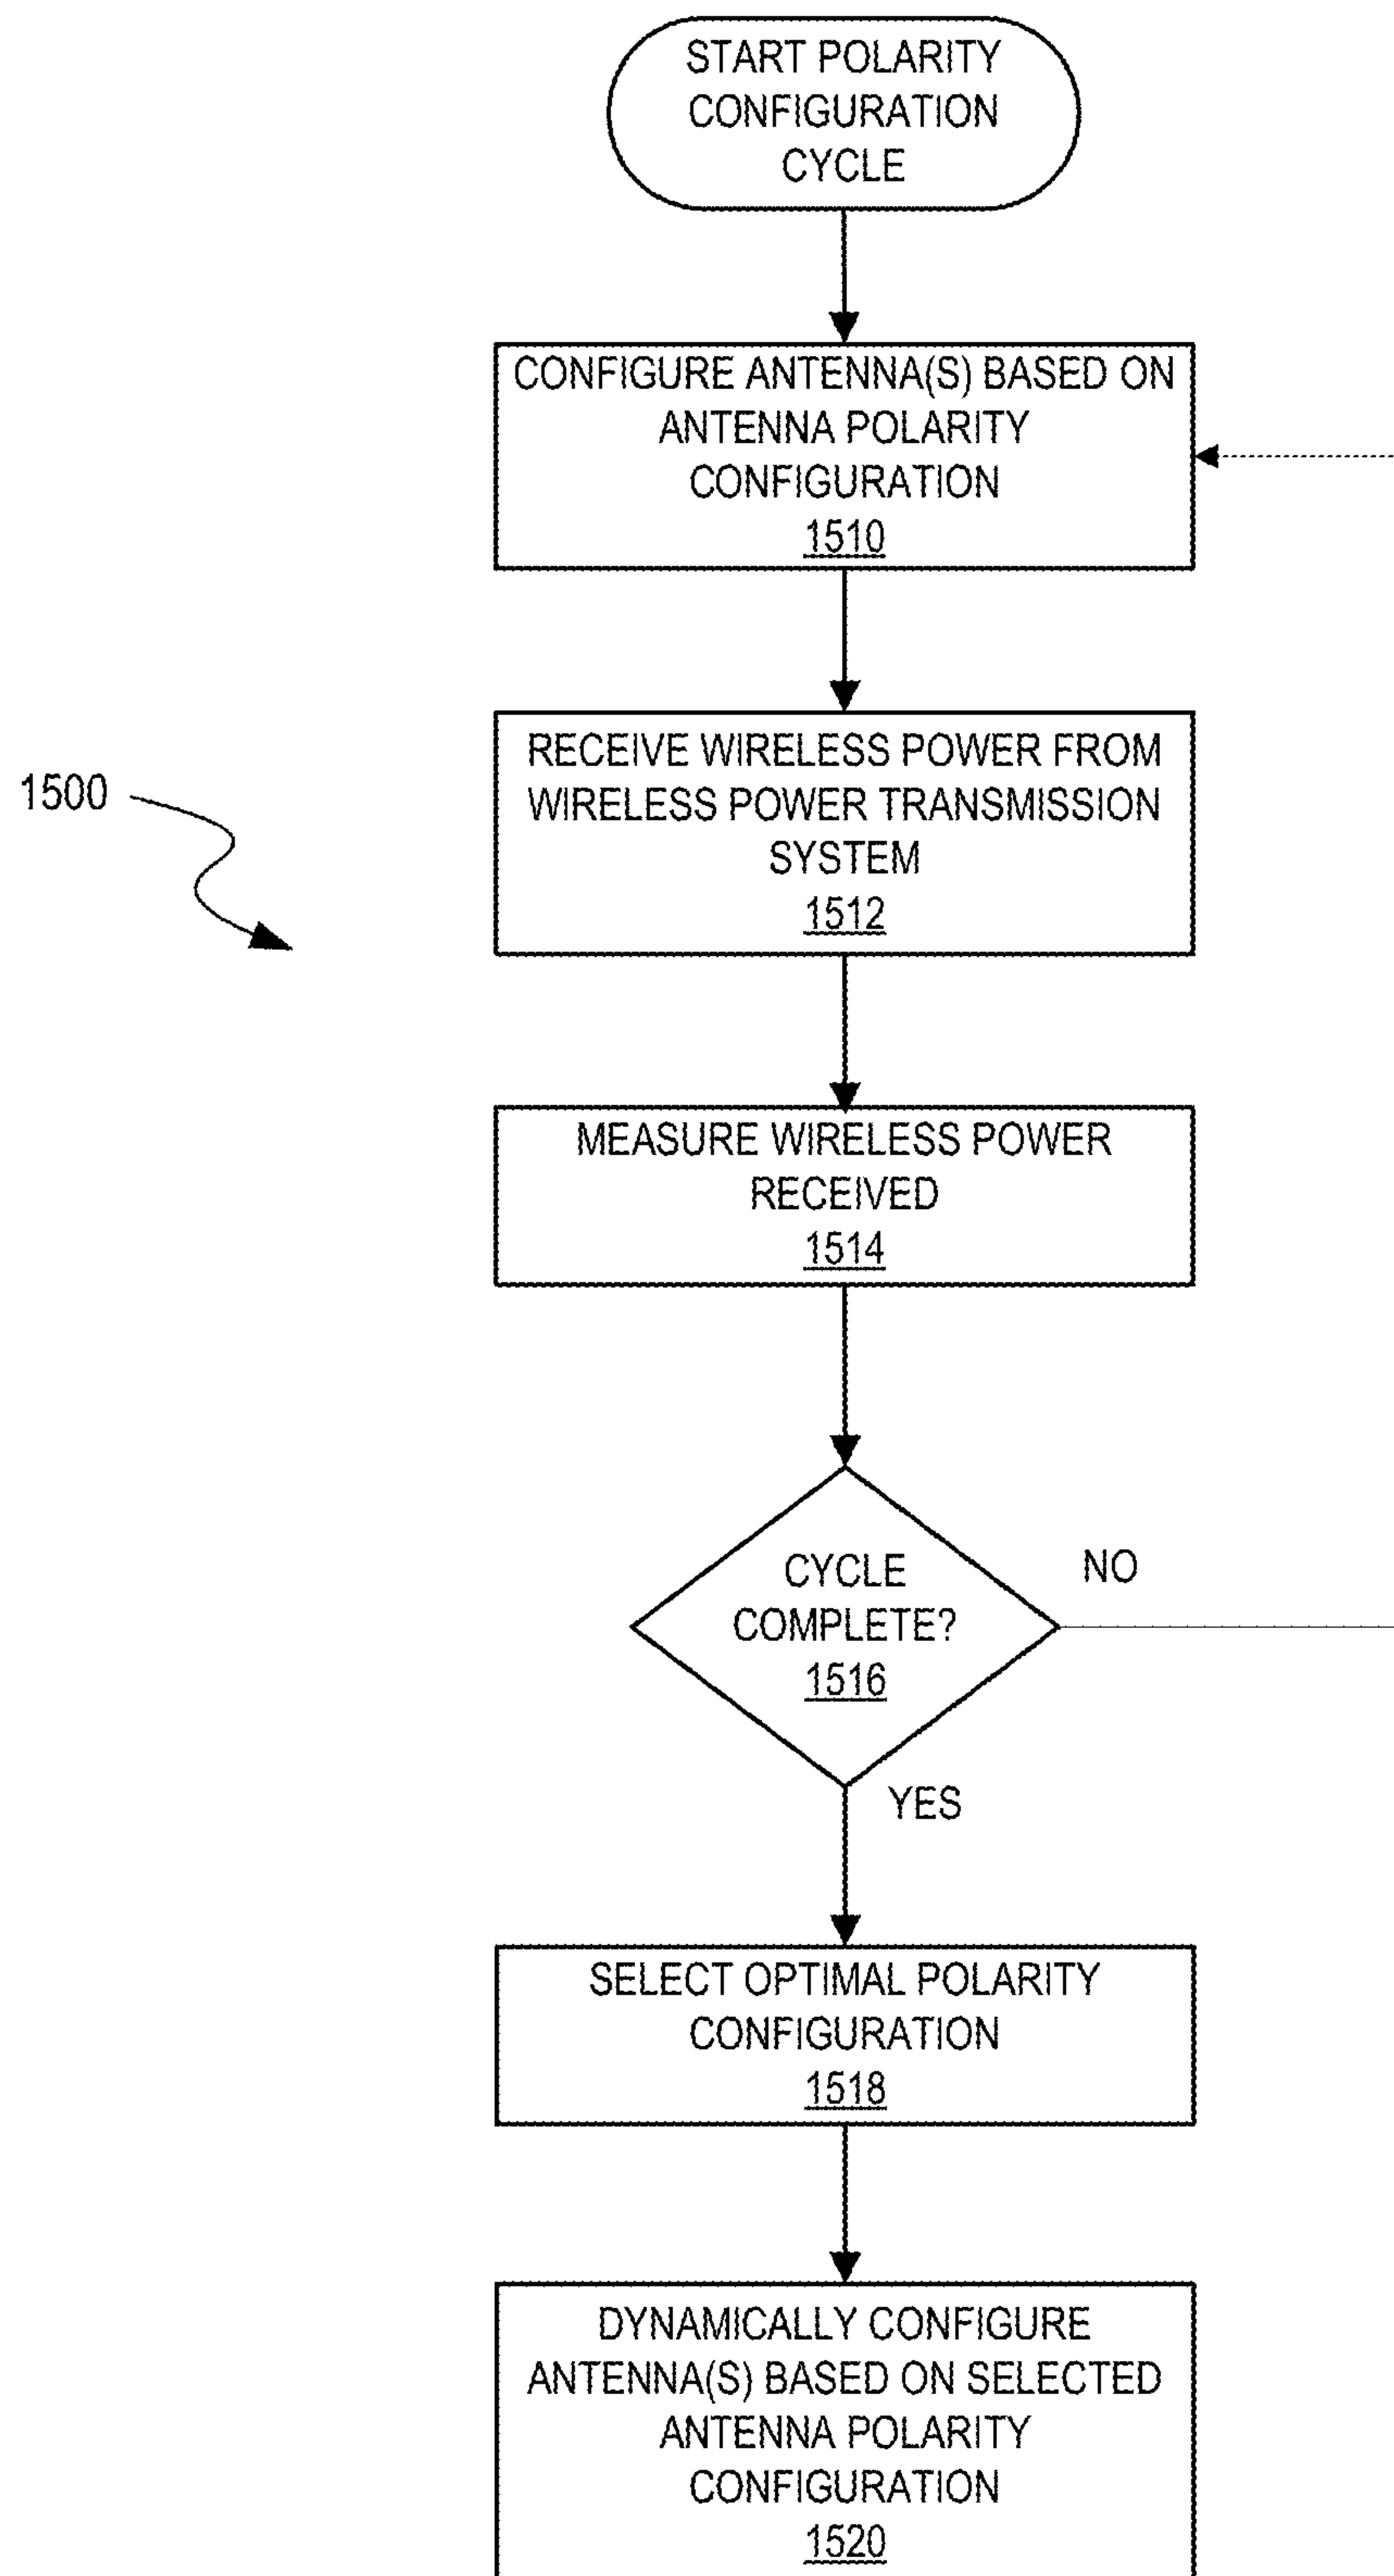 START POLARITY
CONFIGURATION
CYCLE
CONFIGURE ANTENNA(S) BASED ON
ANTENNA POLARITY
CONFIGURATION
1510
RECEIVE WIRELESS POWER FROM
WIRELESS POWER TRANSMISSION
SYSTEM
1512
1500
MEASURE WIRELESS POWER
RECEIVED
1514
CYCLE
COMPLETE?
1516
NO
YES
SELECT OPTIMAL POLARITY
CONFIGURATION
1518
DYNAMICALLY CONFIGURE
ANTENNA(S) BASED ON SELECTED
ANTENNA POLARITY
CONFIGURATION
1520